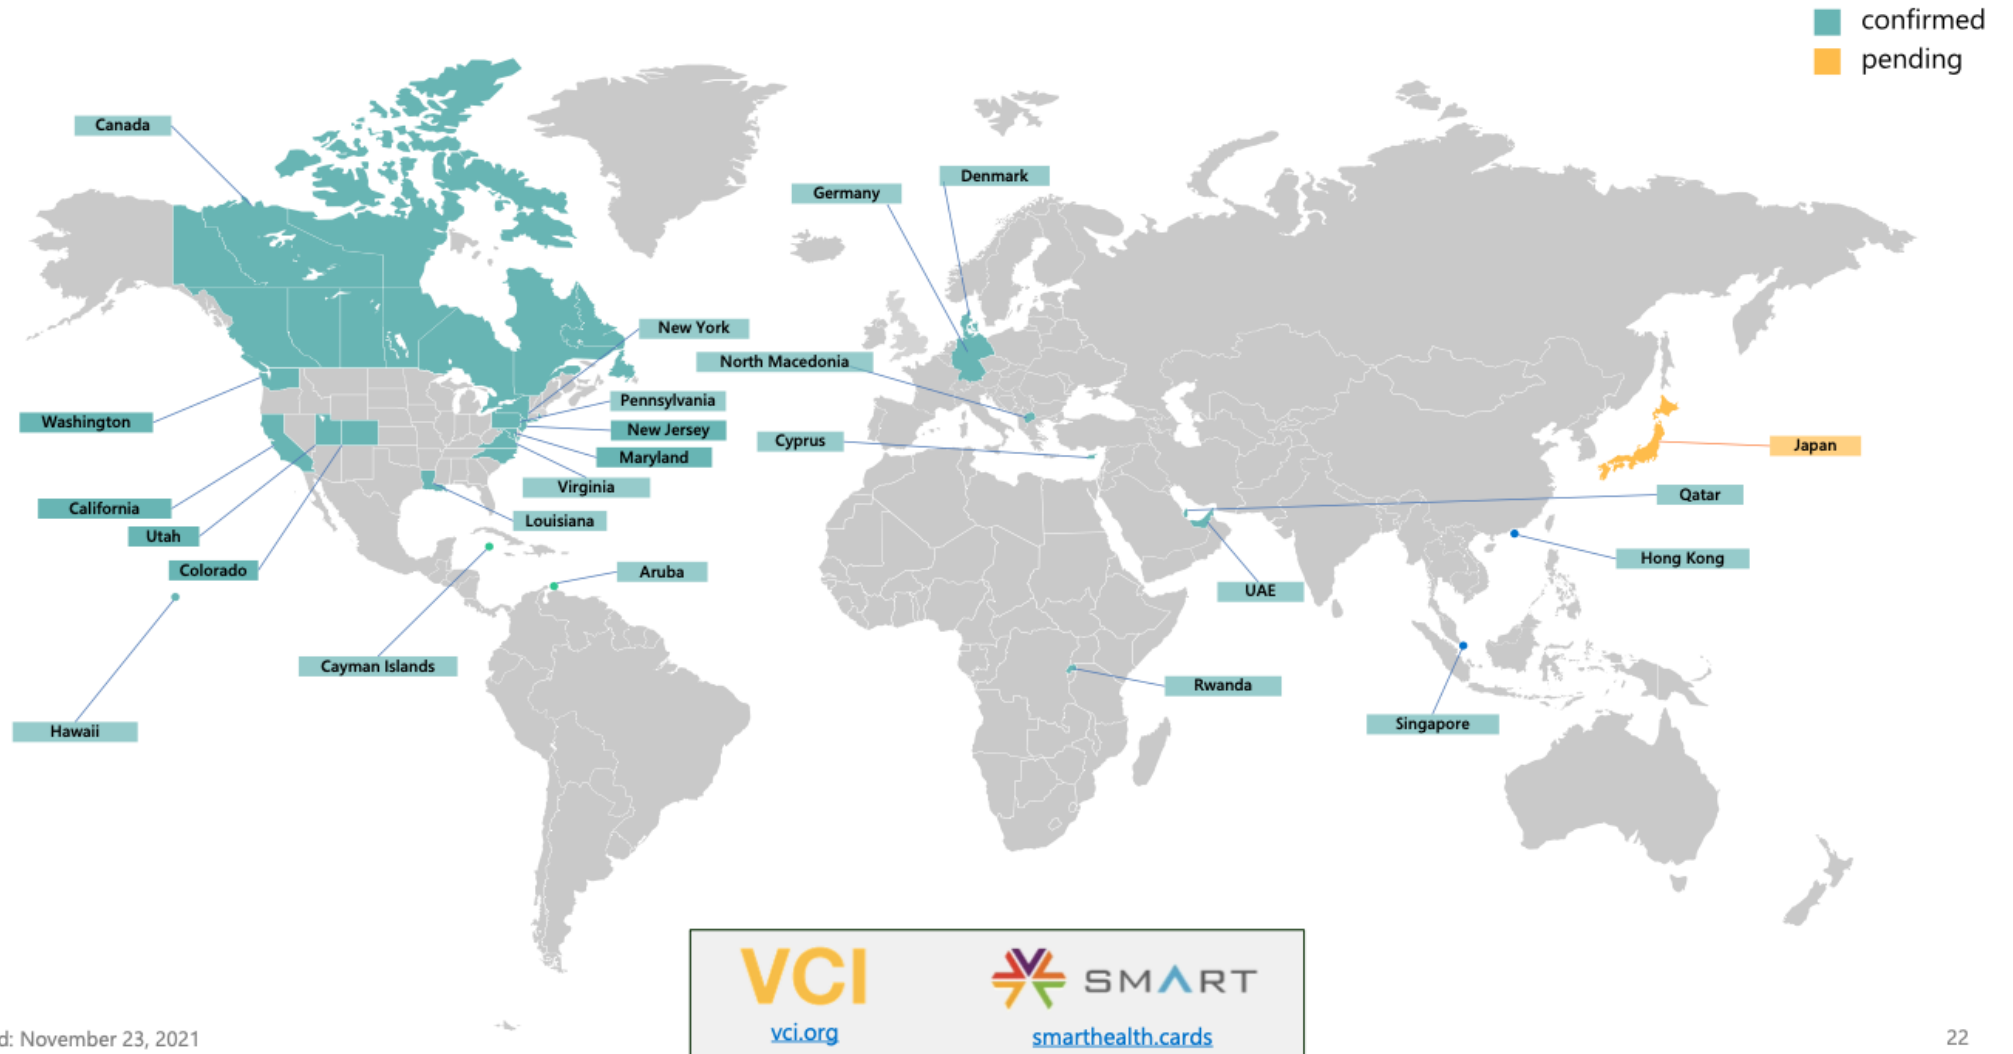 confirmed
pending
Canada
Denmark
Germany
New York
North Macedonia
Pennsylvania
Washington
New Jersey
Cyprus
Japan
Maryland
Virginia
Qatar
California
Louisiana
Utah
Hong Kong
Colorado
Aruba
UAE
Cayman Islands
Rwanda
Singapore
Hawaii
VCI
SMART
vci.org
smarthealth.cards
d: November 23, 2021
22